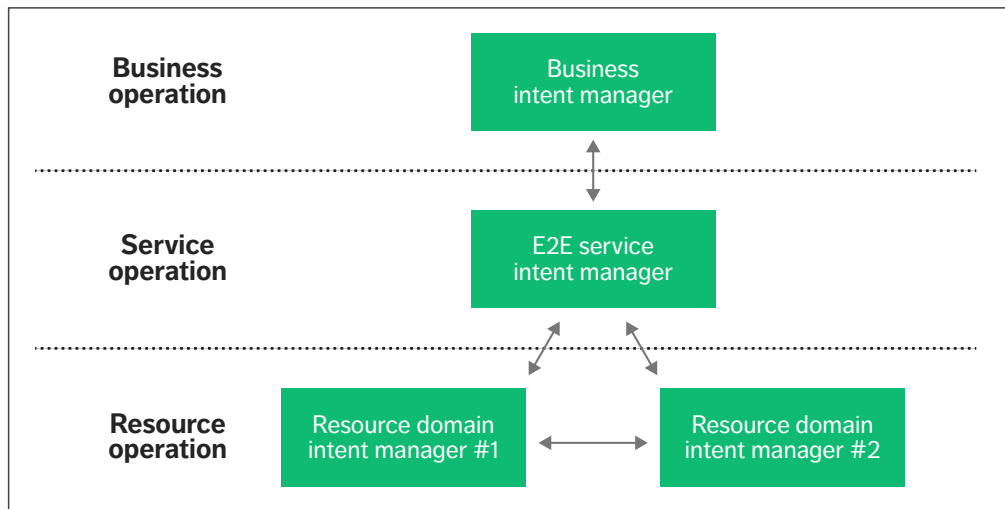 Business
operation
Business
intent manager
Service
operation
E2E service
intent manager
Resource
operation
Resource domain
intent manager #1
Resource domain
intent manager #2